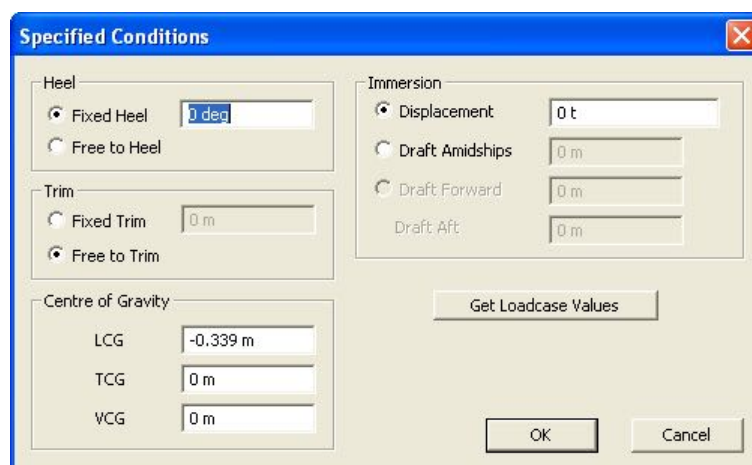 Specified Conditions
Heel
Fixed Heel 0 deg
Free to Heel
Trim
Fixed Trim 0 m
Free to Trim
Centre of Gravity
LCG -0.339 m
TCG 0 m
VCG 0 m
Immersion
Displacement 0 t
Draft Amidships 0 m
Draft Forward 0 m
Draft Aft 0 m
Get Loadcase Values
OK Cancel